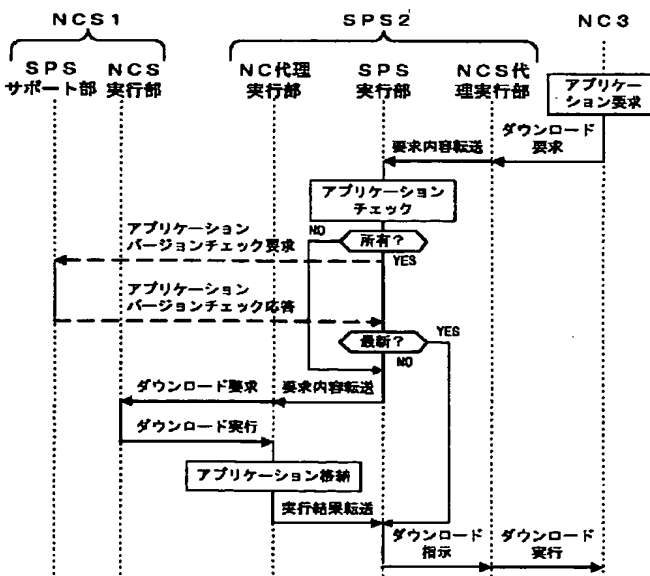 NCS1
SPS2
NC3
SPS
サポート部
NCS
実行部
NC代理
実行部
SPS
実行部
NCS代
理実行部
アプリケー
ション要求
ダウンロード
要求
要求内容転送
アプリケーション
チェック
アプリケーション
バージョンチェック要求
NO
所有?
YES
アプリケーション
バージョンチェック応答
最新?
YES
NO
ダウンロード要求
要求内容転送
ダウンロード実行
アプリケーション格納
実行結果転送
ダウンロード
指示
ダウンロード
実行